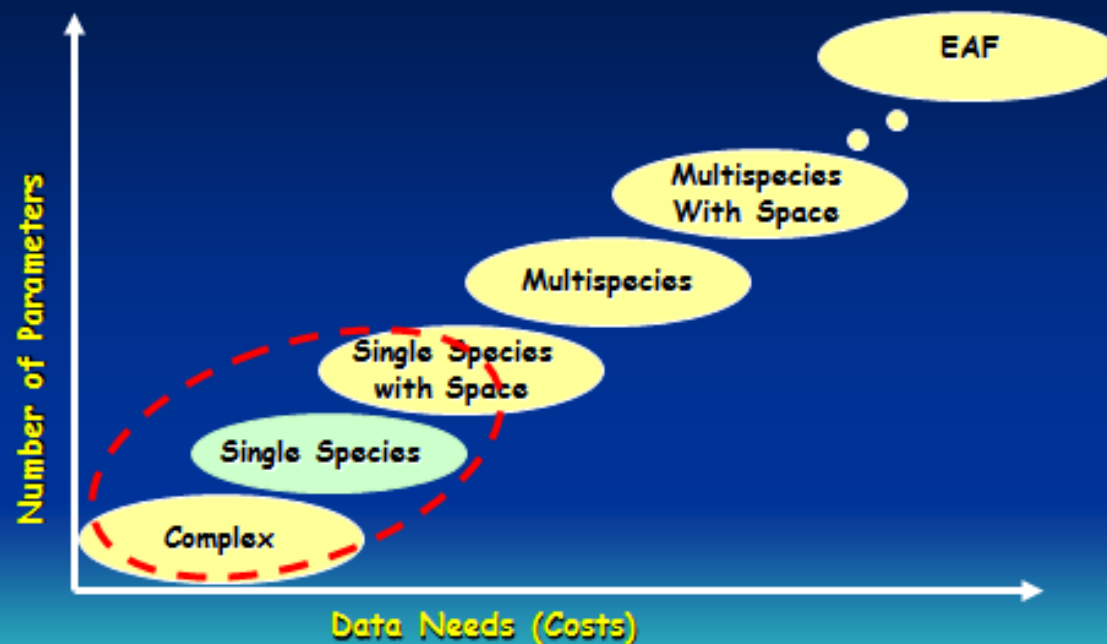 EAF
Multispecies
With Space
Multispecies
Single Species
with Space
Single Species
Complex
Number of Parameters
Data Needs (Costs)